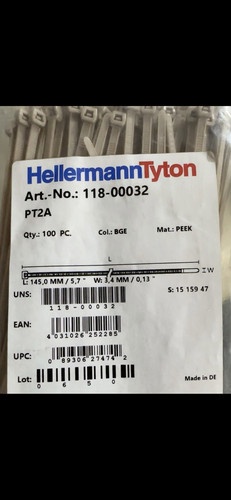 HellermannTyton
Art.-No.: 118-00032
PT2A
Qty.: 100 PC. Col.: BGE Mat.: PEEK
L
W
L: 145,0 MM / 5,7 " W: 3,4 MM / 0,13 " S: 15 159 47
UNS:
118-00032
EAN:
4 031026 252285
UPC:
0 89306 27474 2
Lot: Made in DE
0 6 5 0